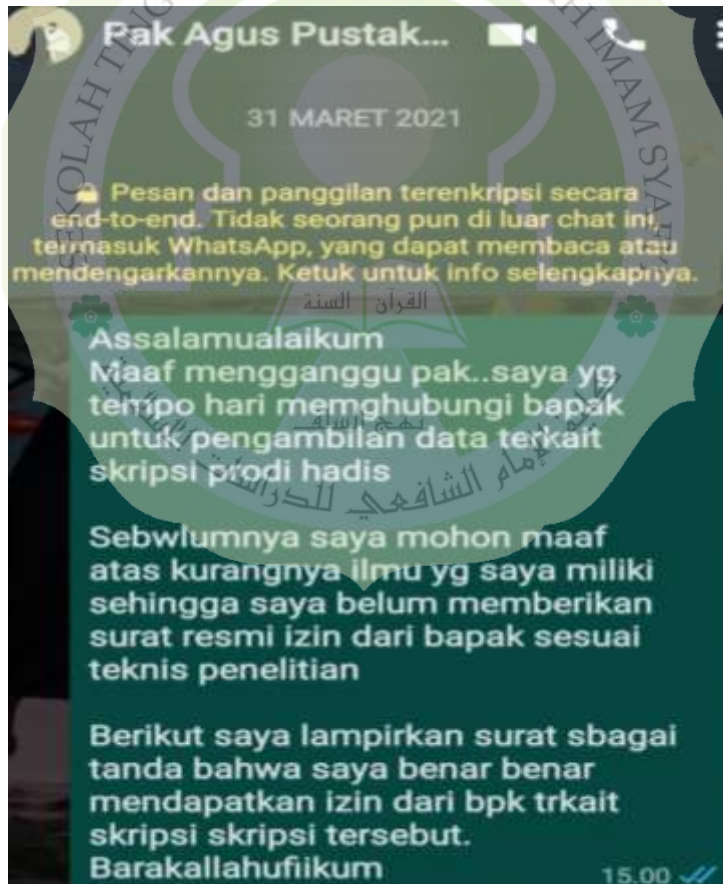 Pak Agus Pustak...
31 MARET 2021
Pesan dan panggilan terenkripsi secara
end-to-end. Tidak seorang pun di luar chat ini,
termasuk WhatsApp, yang dapat membaca atau
mendengarkannya. Ketuk untuk info selengkapnya.
القرآن السنة
Assalamualaikum
Maaf mengganggu pak..saya yg
tempo hari memghubungi bapak
untuk pengambilan data terkait
skripsi prodi hadis
Sebwlumnya saya mohon maaf
atas kurangnya ilmu yg saya miliki
sehingga saya belum memberikan
surat resmi izin dari bapak sesuai
teknis penelitian
Berikut saya lampirkan surat sbagai
tanda bahwa saya benar benar
mendapatkan izin dari bpk trkait
skripsi skripsi tersebut.
Barakallahufiikum
15.00